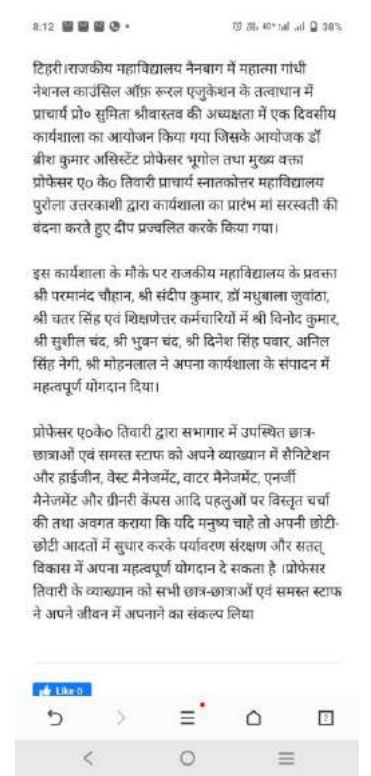 8:12
38%
टिहरी।राजकीय महाविद्यालय नैनबाग में महात्मा गांधी
नेशनल काउंसिल ऑफ़ रूरल एजुकेशन के तत्वाधान में
प्राचार्य प्रो० सुमिता श्रीवास्तव की अध्यक्षता में एक दिवसीय
कार्यशाला का आयोजन किया गया जिसके आयोजक डॉ
ब्रीश कुमार असिस्टेंट प्रोफेसर भूगोल तथा मुख्य वक्ता
प्रोफेसर ए० के० तिवारी प्राचार्य स्नातकोत्तर महाविद्यालय
पुरोला उत्तरकाशी द्वारा कार्यशाला का प्रारंभ मां सरस्वती की
वंदना करते हुए दीप प्रज्वलित करके किया गया।
इस कार्यशाला के मौके पर राजकीय महाविद्यालय के प्रवक्ता
श्री परमानंद चौहान, श्री संदीप कुमार, डॉ मधुबाला जुवांठा,
श्री चतर सिंह एवं शिक्षणेत्तर कर्मचारियों में श्री विनोद कुमार,
श्री सुशील चंद, श्री भुवन चंद, श्री दिनेश सिंह पवार, अनिल
सिंह नेगी, श्री मोहनलाल ने अपना कार्यशाला के संपादन में
महत्वपूर्ण योगदान दिया।
प्रोफेसर ए०के० तिवारी द्वारा सभागार में उपस्थित छात्र-
छात्राओं एवं समस्त स्टाफ को अपने व्याख्यान में सैनिटेशन
और हाईजीन, वेस्ट मैनेजमेंट, वाटर मैनेजमेंट, एनर्जी
मैनेजमेंट और ग्रीनरी कैंपस आदि पहलुओं पर विस्तृत चर्चा
की तथा अवगत कराया कि यदि मनुष्य चाहे तो अपनी छोटी-
छोटी आदतों में सुधार करके पर्यावरण संरक्षण और सतत्
विकास में अपना महत्वपूर्ण योगदान दे सकता है ।प्रोफेसर
तिवारी के व्याख्यान को सभी छात्र-छात्राओं एवं समस्त स्टाफ
ने अपने जीवन में अपनाने का संकल्प लिया
Like 0